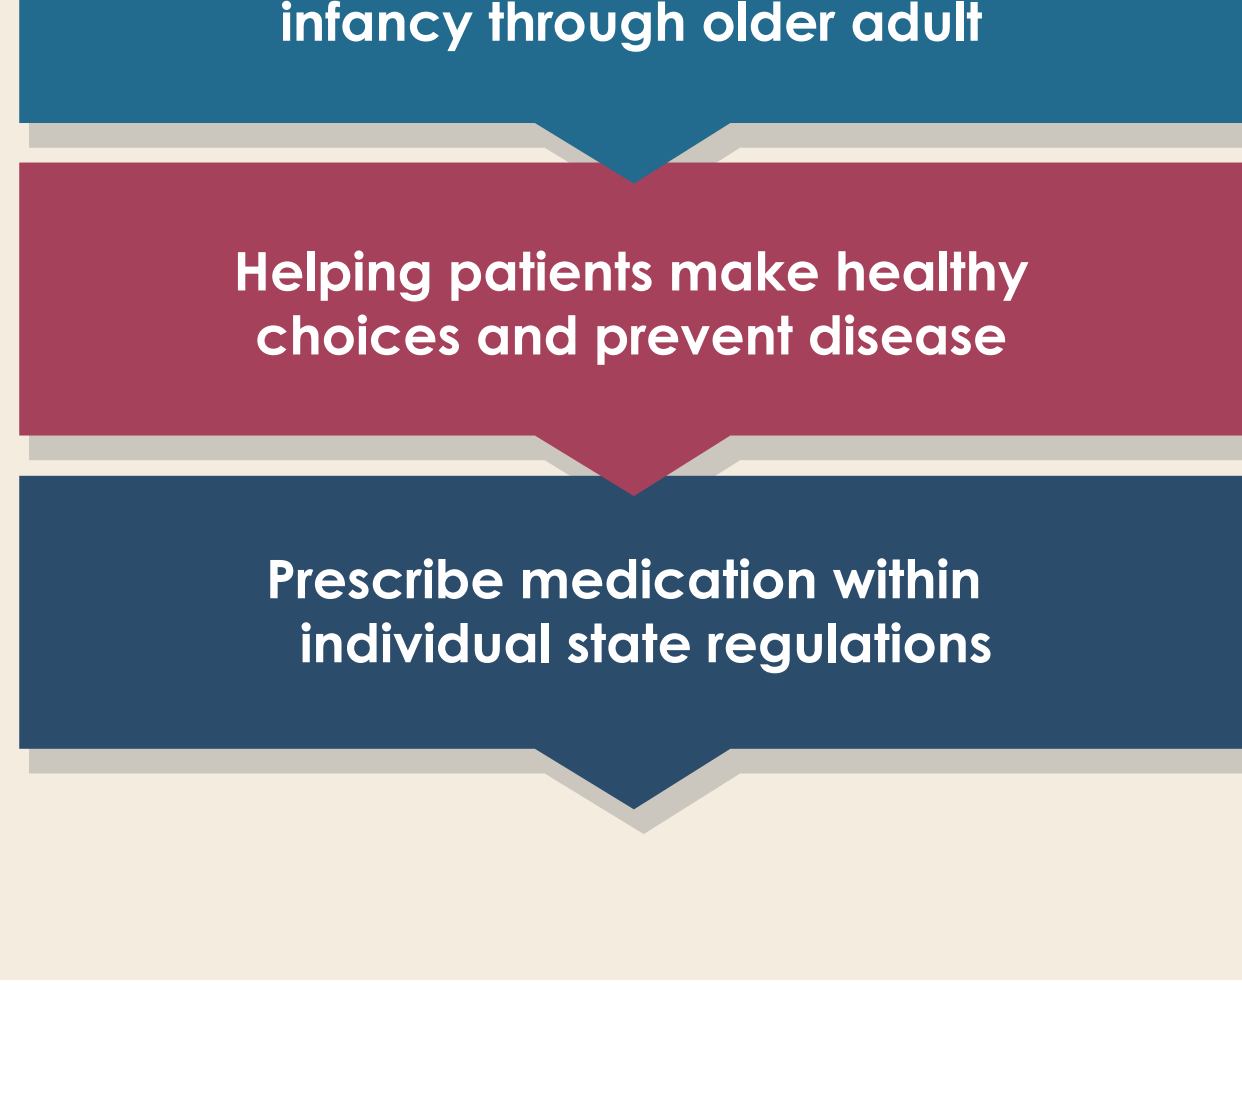 infancy through older adult
Helping patients make healthy
choices and prevent disease
Prescribe medication within
individual state regulations